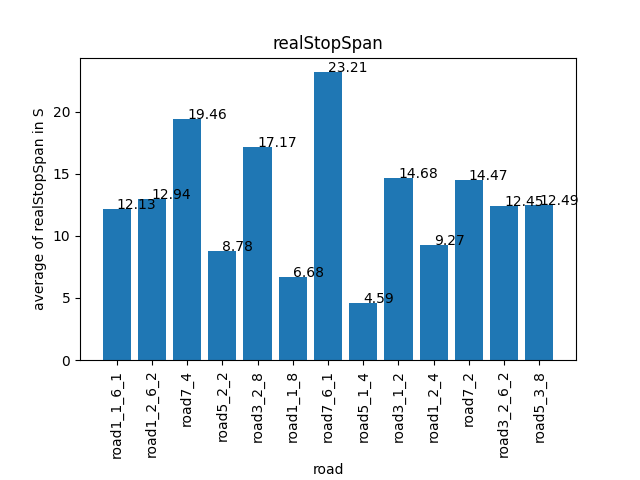 realStopSpan
average of realStopSpan in S
20
15
10
5
0
12.13
12.94
19.46
8.78
17.17
6.68
23.21
4.59
14.68
9.27
14.47
12.45
12.49
road1_1_6_1
road1_2_6_2
road7_4
road5_2_2
road3_2_8
road1_1_8
road7_6_1
road5_1_4
road3_1_2
road1_2_4
road7_2
road3_2_6_2
road5_3_8
road